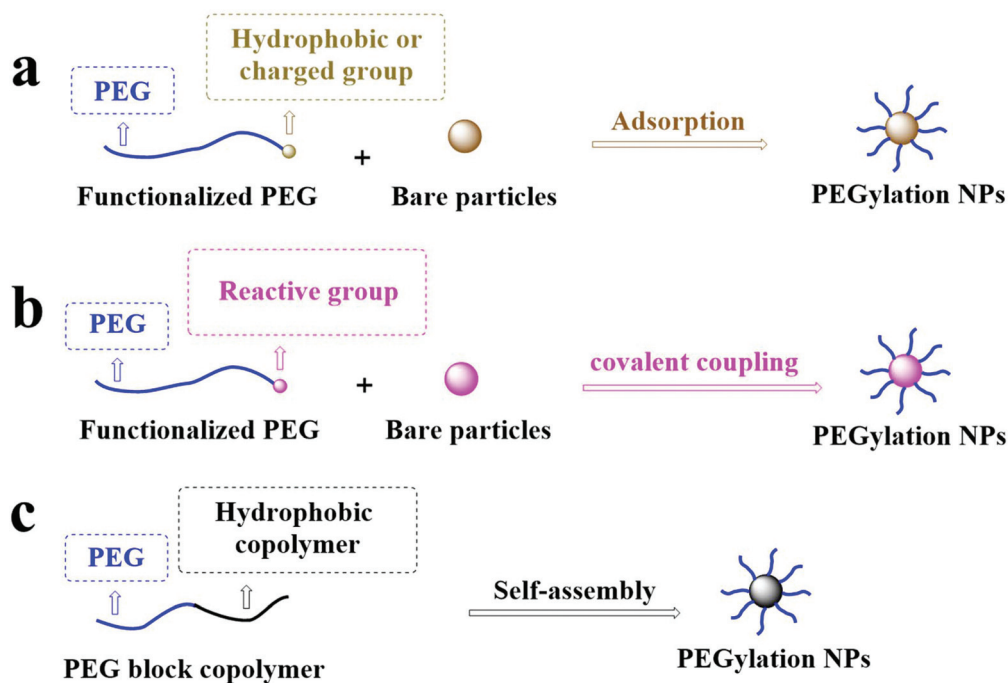 a
PEG
Hydrophobic or
charged group
+
Adsorption
Functionalized PEG
Bare particles
PEGylation NPs
b
PEG
Reactive group
+
covalent coupling
Functionalized PEG
Bare particles
PEGylation NPs
c
PEG
Hydrophobic
copolymer
Self-assembly
PEG block copolymer
PEGylation NPs